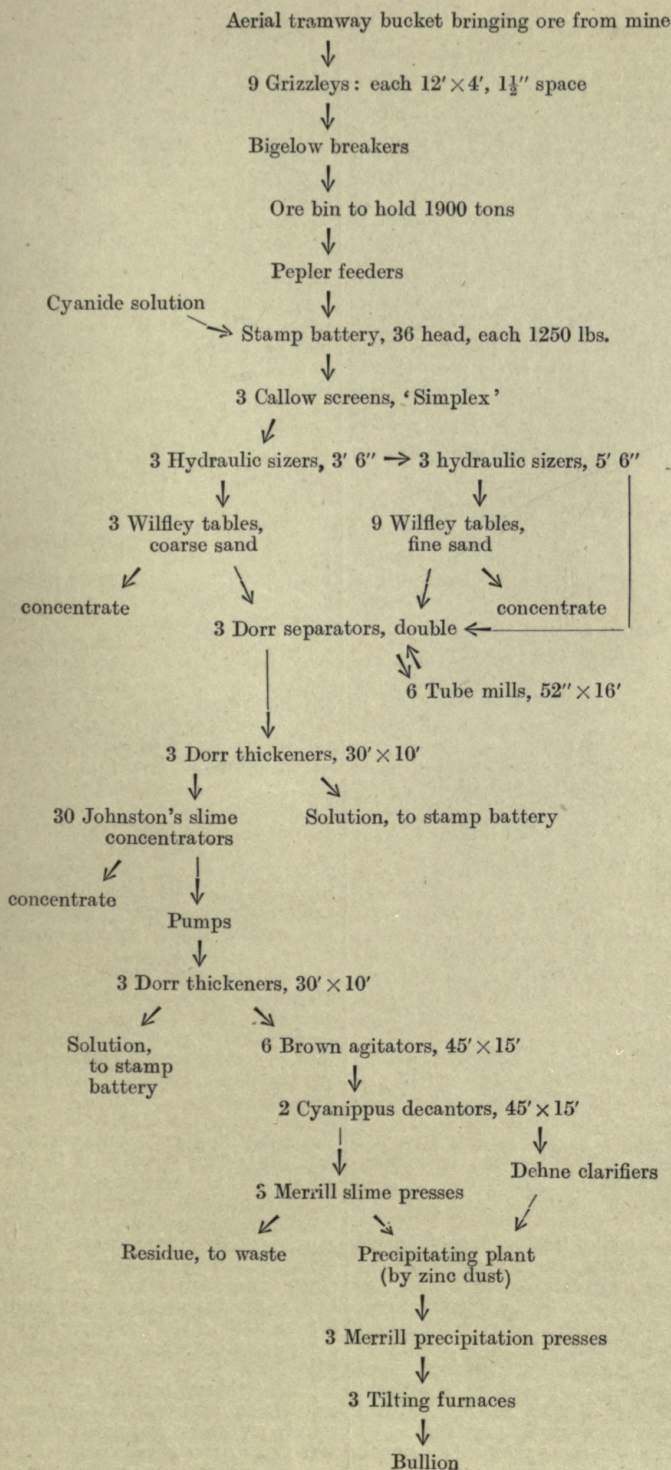 Aerial tramway bucket bringing ore from mine
9 Grizzleys: each 12′ × 4′, 1½″ space
Bigelow breakers
Ore bin to hold 1900 tons
Pepler feeders
Cyanide solution
Stamp battery, 36 head, each 1250 lbs.
3 Callow screens, ‘Simplex’
3 Hydraulic sizers, 3′ 6″ → 3 hydraulic sizers, 5′ 6″
3 Wilfley tables,
coarse sand
9 Wilfley tables,
fine sand
concentrate
concentrate
3 Dorr separators, double
6 Tube mills, 52″ × 16′
3 Dorr thickeners, 30′ × 10′
30 Johnston's slime
concentrators
Solution, to stamp battery
concentrate
Pumps
3 Dorr thickeners, 30′ × 10′
Solution,
to stamp
battery
6 Brown agitators, 45′ × 15′
2 Cyanippus decantors, 45′ × 15′
Dehne clarifiers
Merrill slime presses
Residue, to waste
Precipitating plant
(by zinc dust)
3 Merrill precipitation presses
3 Tilting furnaces
Bullion